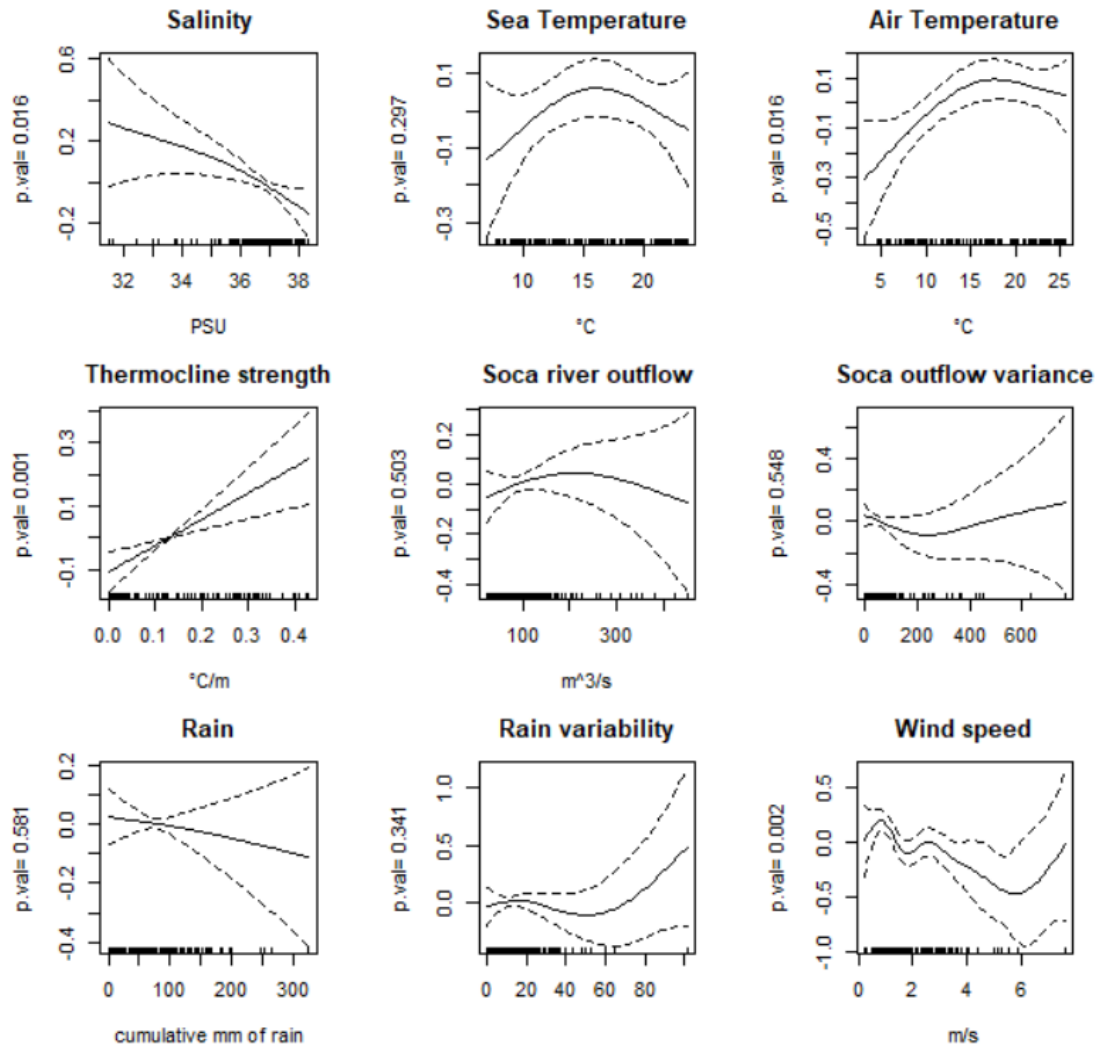 Salinity
Sea Temperature
Air Temperature
p.val= 0.016
-0.2 0.2 0.6
32 34 36 38
PSU
p.val= 0.297
-0.3 -0.1 0.1
10 15 20
°C
p.val= 0.016
-0.5 -0.3 -0.1 0.1
5 10 15 20 25
°C
Thermocline strength
Soca river outflow
Soca outflow variance
p.val= 0.001
-0.1 0.1 0.3
0.0 0.1 0.2 0.3 0.4
°C/m
p.val= 0.503
-0.4 -0.2 0.0 0.2
100 300
m^3/s
p.val= 0.548
-0.4 0.0 0.4
0 200 400 600
Rain
Rain variability
Wind speed
p.val= 0.581
-0.4 -0.2 0.0 0.2
0 100 200 300
cumulative mm of rain
p.val= 0.341
0.0 0.5 1.0
0 20 40 60 80
p.val= 0.002
-1.0 -0.5 0.0 0.5
0 2 4 6
m/s